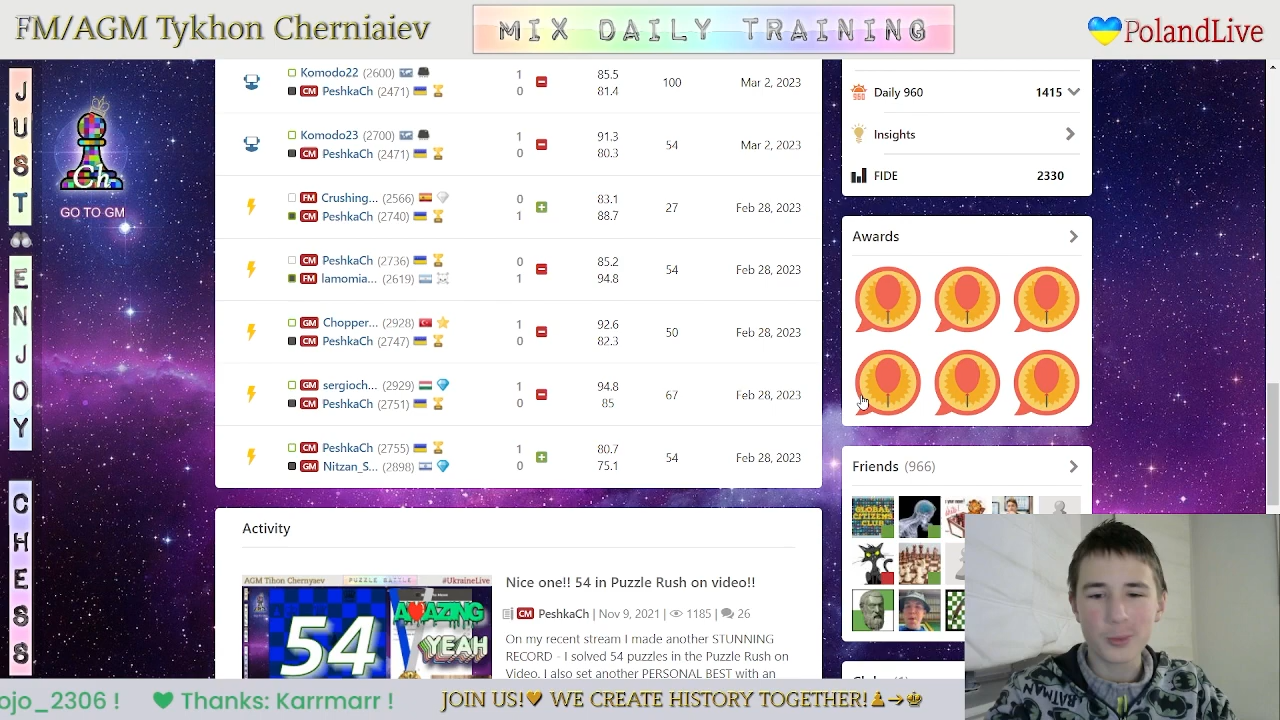 FM/AGM Tykhon Cherniaiev
MIX DAILY TRAINING
PolandLive
JUST
ENJOY
CHESS
Ch
GO TO GM
Komodo22 (2600) 1 85.5 100 Mar 2, 2023
CM PeshkaCh (2471) 0 81.4
Komodo23 (2700) 1 91.3 54 Mar 2, 2023
CM PeshkaCh (2471) 0 80.3
FM Crushing... (2566) 0 83.1 27 Feb 28, 2023
CM PeshkaCh (2740) 1 88.7
CM PeshkaCh (2736) 0 85.2 54 Feb 28, 2023
FM lamomia... (2619) 1 94.8
GM Chopper... (2928) 1 92.6 50 Feb 28, 2023
CM PeshkaCh (2747) 0 82.3
GM sergioch... (2929) 1 94.8 67 Feb 28, 2023
CM PeshkaCh (2751) 0 85
CM PeshkaCh (2755) 1 80.7 54 Feb 28, 2023
GM Nitzan_S... (2898) 0 75.1
960 Daily 960 1415
Insights
FIDE 2330
Awards
Friends (966)
GLOBAL
CITIZENS
CLUB
Activity
AGM Tihon Chernyaev PUZZLE BATTLE #UkraineLive
54
AMAZING
YEAH
Nice one!! 54 in Puzzle Rush on video!!
CM PeshkaCh | Nov 9, 2021 | 1185 | 26
On my recent stream I made another STUNNING
RECORD - I solved 54 puzzles in the Puzzle Rush on
Video. I also set another PERSONAL BEST with an
BATMAN
ojo_2306 ! Thanks: Karrmarr ! JOIN US! WE CREATE HISTORY TOGETHER!